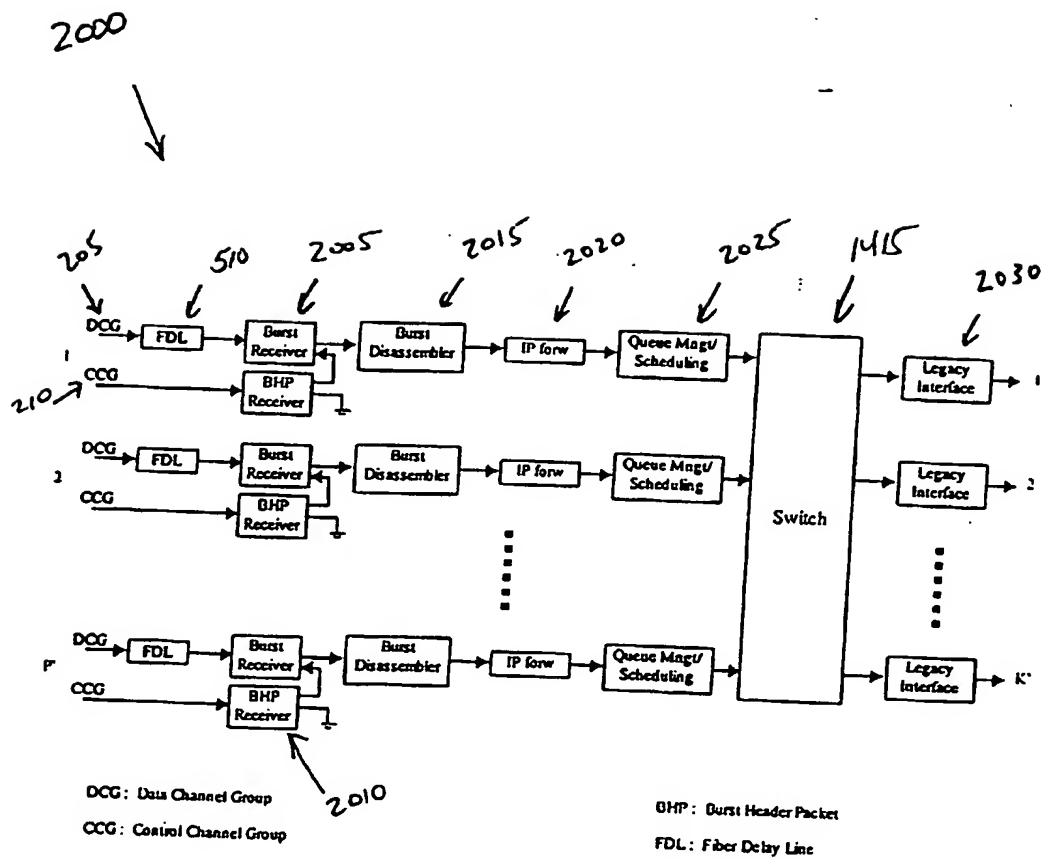 2000
205 510 2005 2015 2020 2025 1415 2030
DCG FDL Burst Receiver Burst Disassembler IP forw Queue Mngt/ Scheduling Legacy Interface 1
1
210 CCG BHP Receiver
DCG FDL Burst Receiver Burst Disassembler IP forw Queue Mngt/ Scheduling Legacy Interface 2
2
CCG BHP Receiver
Switch
DCG FDL Burst Receiver Burst Disassembler IP forw Queue Mngt/ Scheduling Legacy Interface K'
P'
CCG BHP Receiver
2010
DCG: Data Channel Group
CCG: Control Channel Group
BHP: Burst Header Packet
FDL: Fiber Delay Line